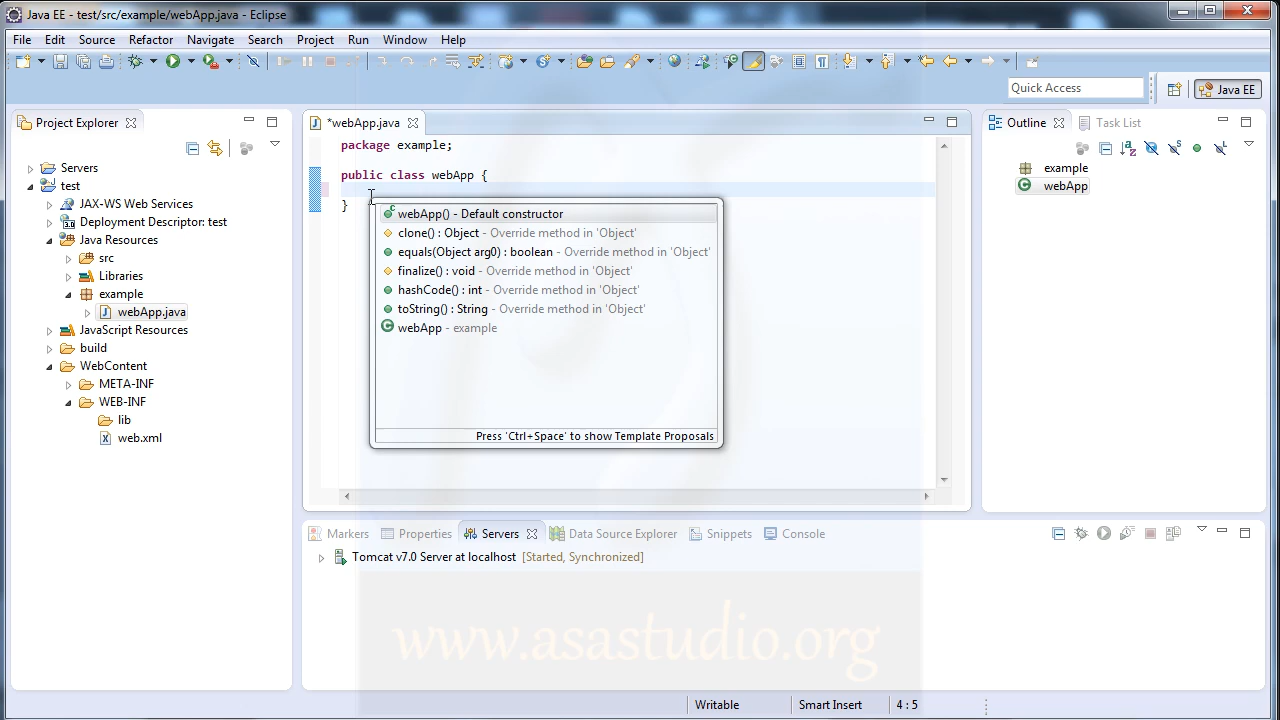 Java EE - test/src/example/webApp.java - Eclipse
File Edit Source Refactor Navigate Search Project Run Window Help
Quick Access
Java EE
Project Explorer
Servers
test
JAX-WS Web Services
3.0 Deployment Descriptor: test
Java Resources
src
Libraries
example
webApp.java
JavaScript Resources
build
WebContent
META-INF
WEB-INF
lib
web.xml
*webApp.java
package example;
public class webApp {
}
webApp() - Default constructor
clone() : Object - Override method in 'Object'
equals(Object arg0) : boolean - Override method in 'Object'
finalize() : void - Override method in 'Object'
hashCode() : int - Override method in 'Object'
toString() : String - Override method in 'Object'
webApp - example
Press 'Ctrl+Space' to show Template Proposals
Outline Task List
example
webApp
Markers Properties Servers Data Source Explorer Snippets Console
Tomcat v7.0 Server at localhost [Started, Synchronized]
www.asastudio.org
Writable Smart Insert 4 : 5